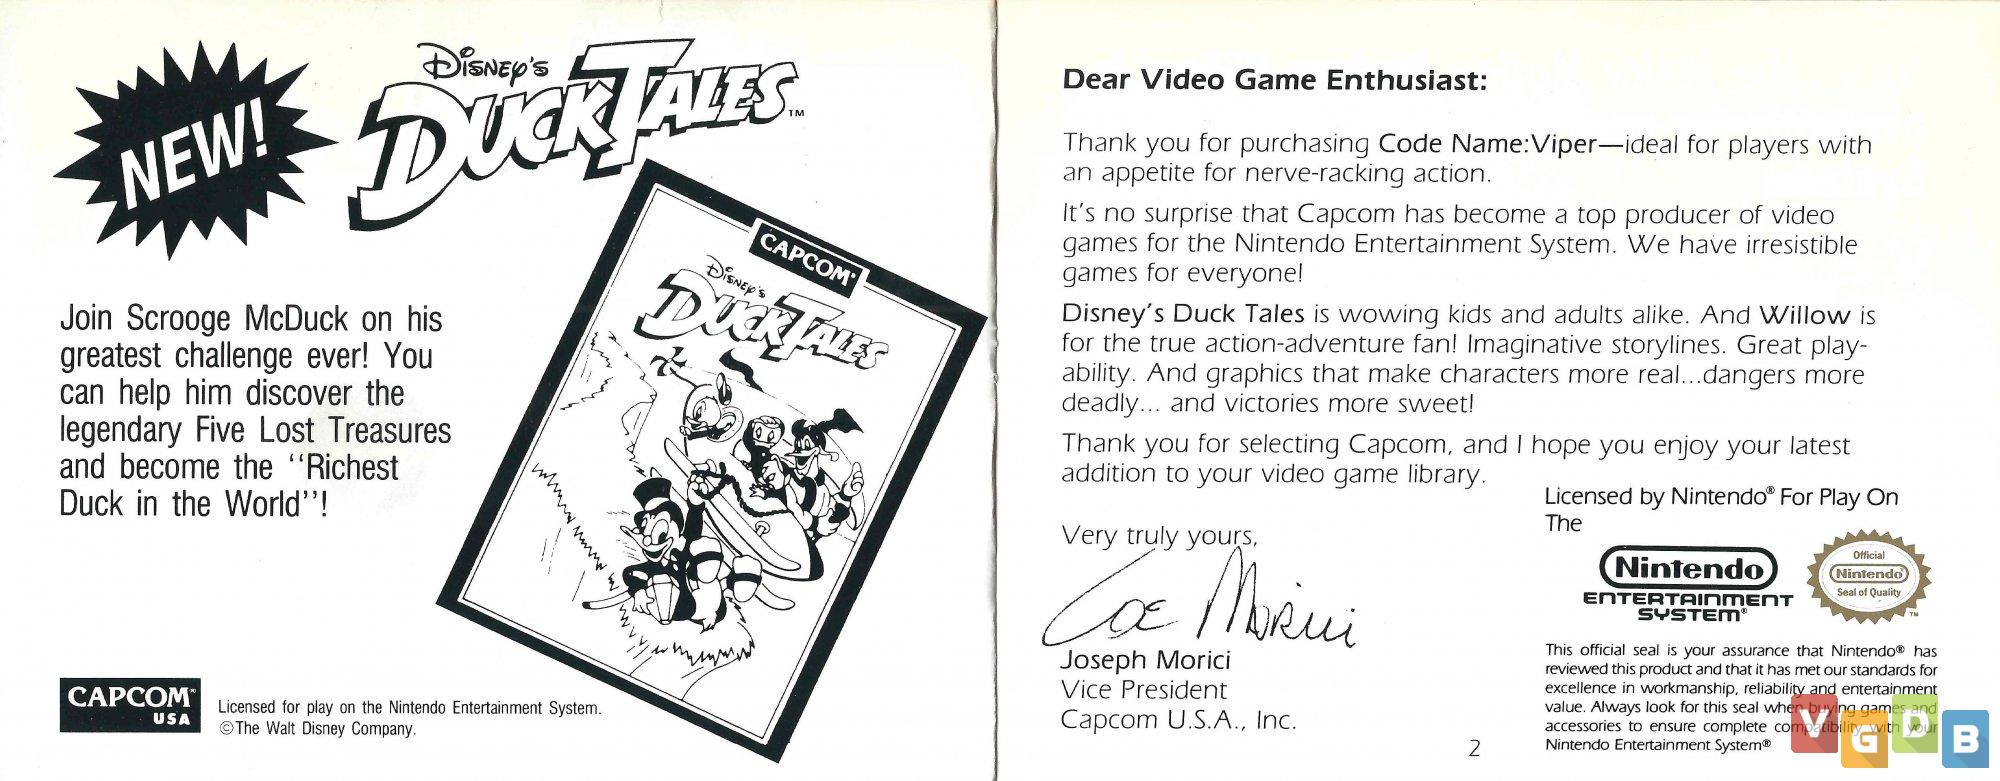 NEW!
DISNEY'S
DUCKTALES™
CAPCOM®
DISNEY'S
DUCKTALES
Join Scrooge McDuck on his
greatest challenge ever! You
can help him discover the
legendary Five Lost Treasures
and become the ‘‘Richest
Duck in the World’’!
CAPCOM®
USA
Licensed for play on the Nintendo Entertainment System.
©The Walt Disney Company.
Dear Video Game Enthusiast:
Thank you for purchasing Code Name:Viper—ideal for players with
an appetite for nerve-racking action.
It's no surprise that Capcom has become a top producer of video
games for the Nintendo Entertainment System. We have irresistible
games for everyone!
Disney's Duck Tales is wowing kids and adults alike. And Willow is
for the true action-adventure fan! Imaginative storylines. Great play-
ability. And graphics that make characters more real...dangers more
deadly... and victories more sweet!
Thank you for selecting Capcom, and I hope you enjoy your latest
addition to your video game library.
Very truly yours,
Joe Morici
Joseph Morici
Vice President
Capcom U.S.A., Inc.
Licensed by Nintendo® For Play On
The
Nintendo
ENTERTAINMENT
SYSTEM®
Official
Nintendo®
Seal of Quality
™
This official seal is your assurance that Nintendo® has
reviewed this product and that it has met our standards for
excellence in workmanship, reliability and entertainment
value. Always look for this seal when buying games and
accessories to ensure complete compatibility with your
Nintendo Entertainment System®
2
VGDB